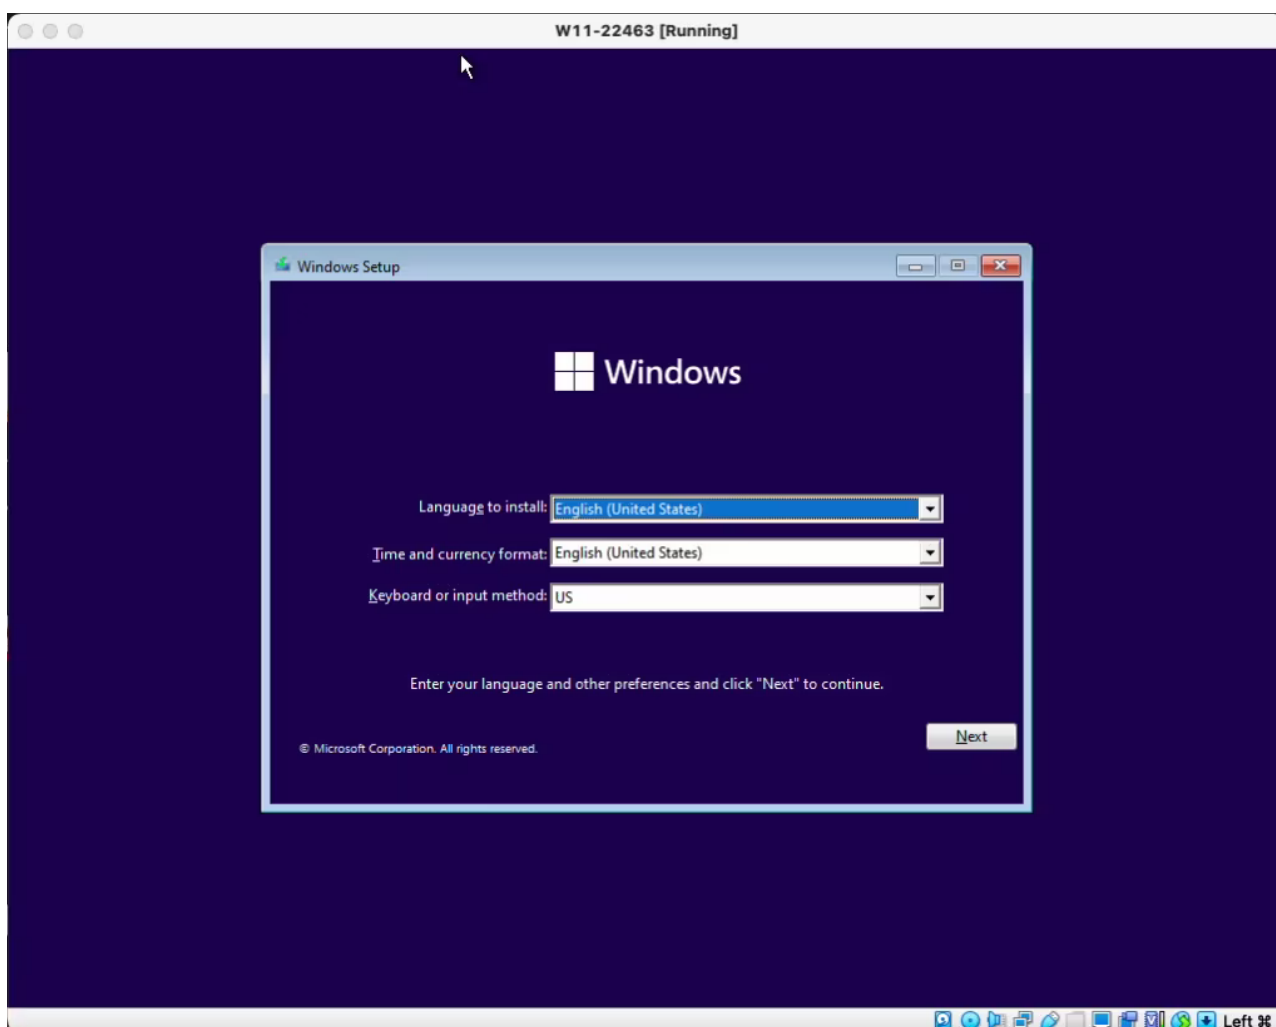 W11-22463 [Running]
Windows Setup
Windows
Language to install: English (United States)
Time and currency format: English (United States)
Keyboard or input method: US
Enter your language and other preferences and click "Next" to continue.
Next
© Microsoft Corporation. All rights reserved.
Left ⌘